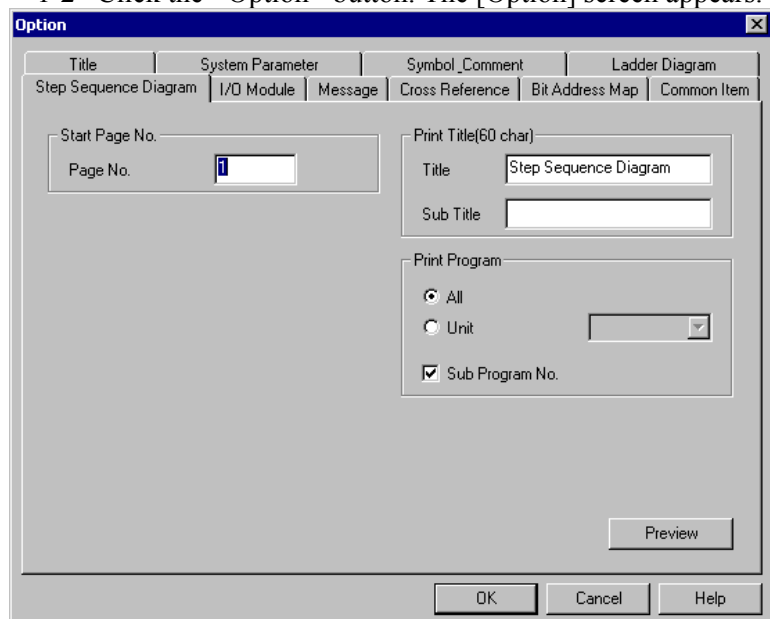 Click the "Option" button. The [Option] screen appears.
Option
Title System Parameter Symbol_Comment Ladder Diagram
Step Sequence Diagram I/O Module Message Cross Reference Bit Address Map Common Item
Start Page No.
Page No. 1
Print Title(60 char)
Title Step Sequence Diagram
Sub Title
Print Program
All
Unit
Sub Program No.
Preview
OK Cancel Help